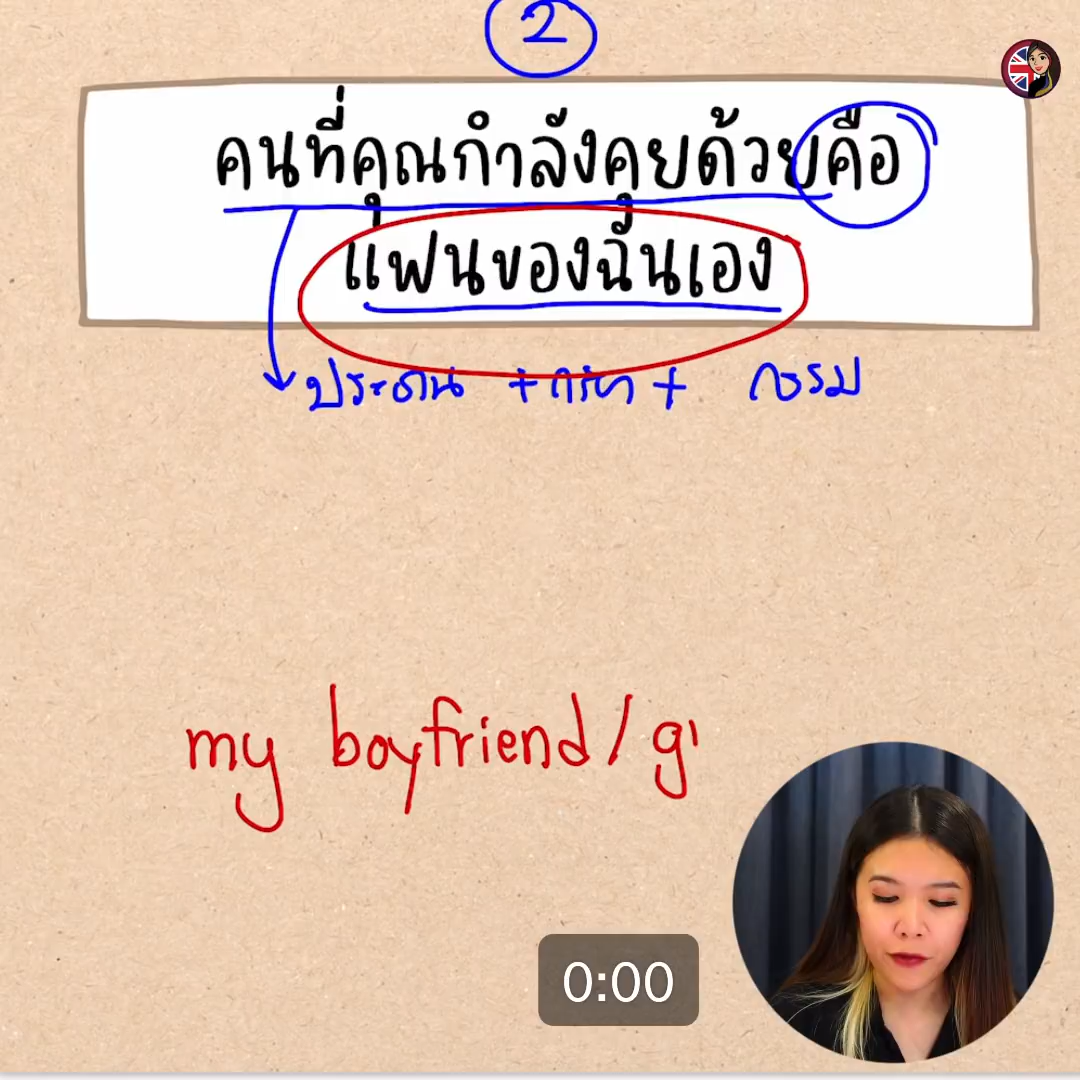 2
คนที่คุณกำลังคุยด้วยคือ
แฟนของฉันเอง
ประธาน + กริยา + กรรม
my boyfriend/gi
0:00